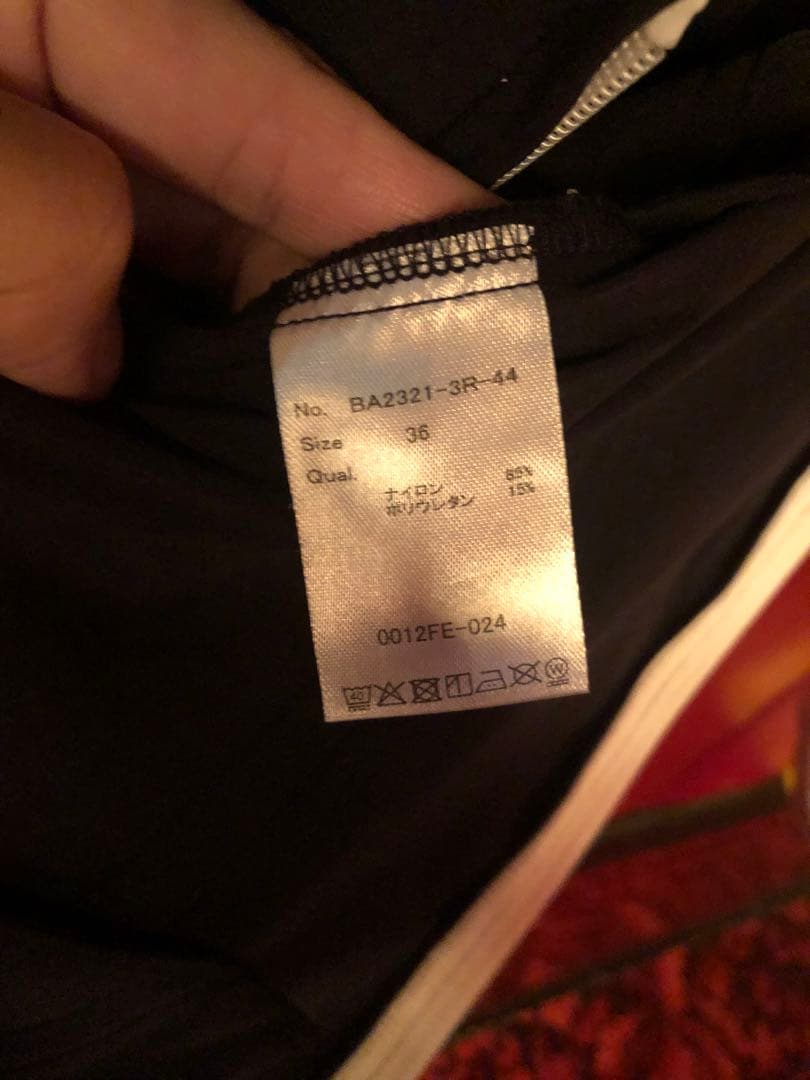 No. BA2321-3R-44
Size 36
Qual.
ナイロン 85%
ポリウレタン 15%
0012FE-024
40 W